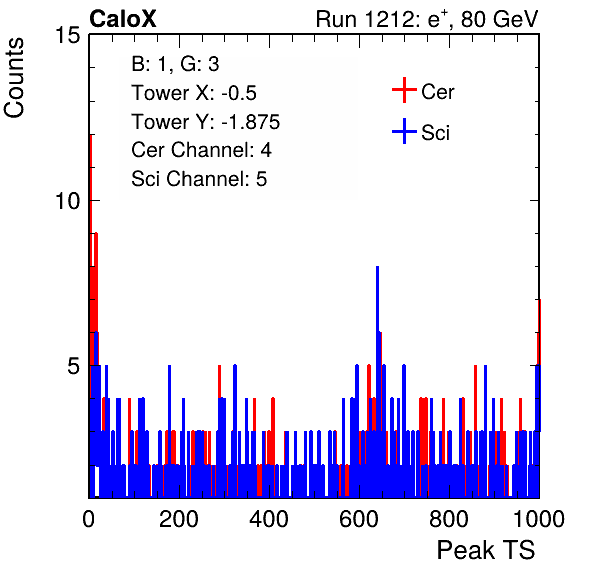 CaloX Run 1212: e⁺, 80 GeV
Counts
15
10
5
B: 1, G: 3
Tower X: -0.5
Tower Y: -1.875
Cer Channel: 4
Sci Channel: 5
Cer
Sci
0 200 400 600 800 1000
Peak TS